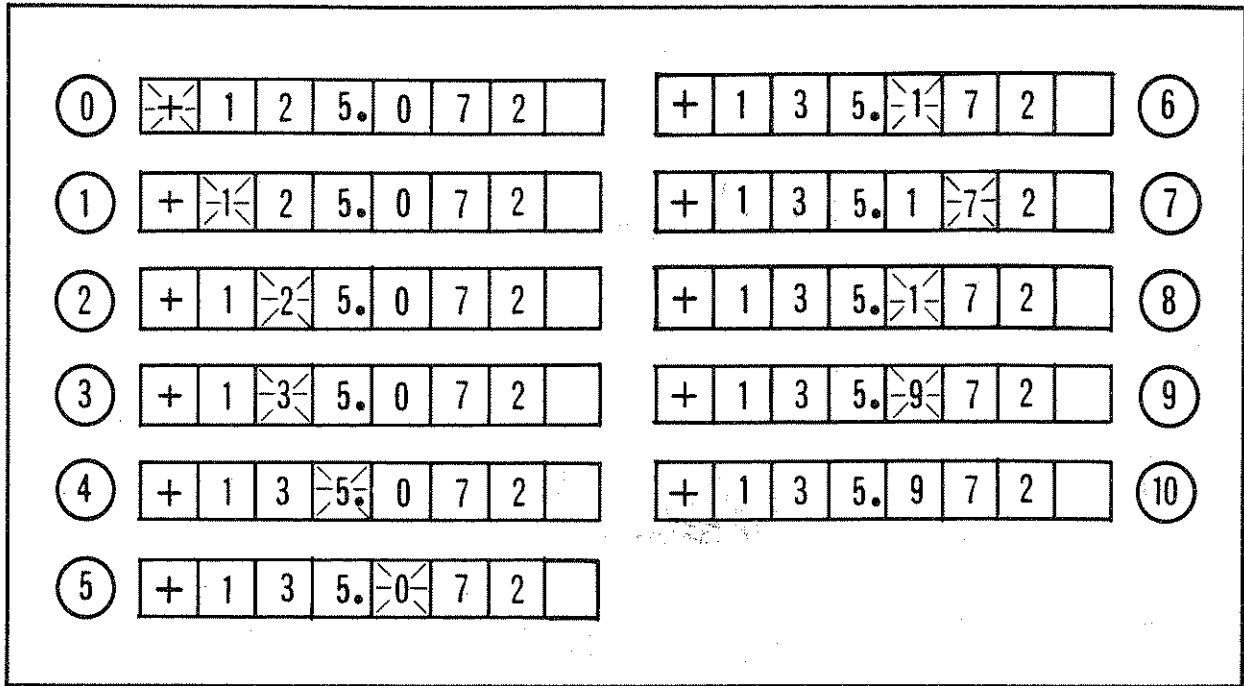 0 + 1 2 5. 0 7 2
1 + 1 2 5. 0 7 2
2 + 1 2 5. 0 7 2
3 + 1 3 5. 0 7 2
4 + 1 3 5. 0 7 2
5 + 1 3 5. 0 7 2
+ 1 3 5. 1 7 2 6
+ 1 3 5. 1 7 2 7
+ 1 3 5. 1 7 2 8
+ 1 3 5. 9 7 2 9
+ 1 3 5. 9 7 2 10